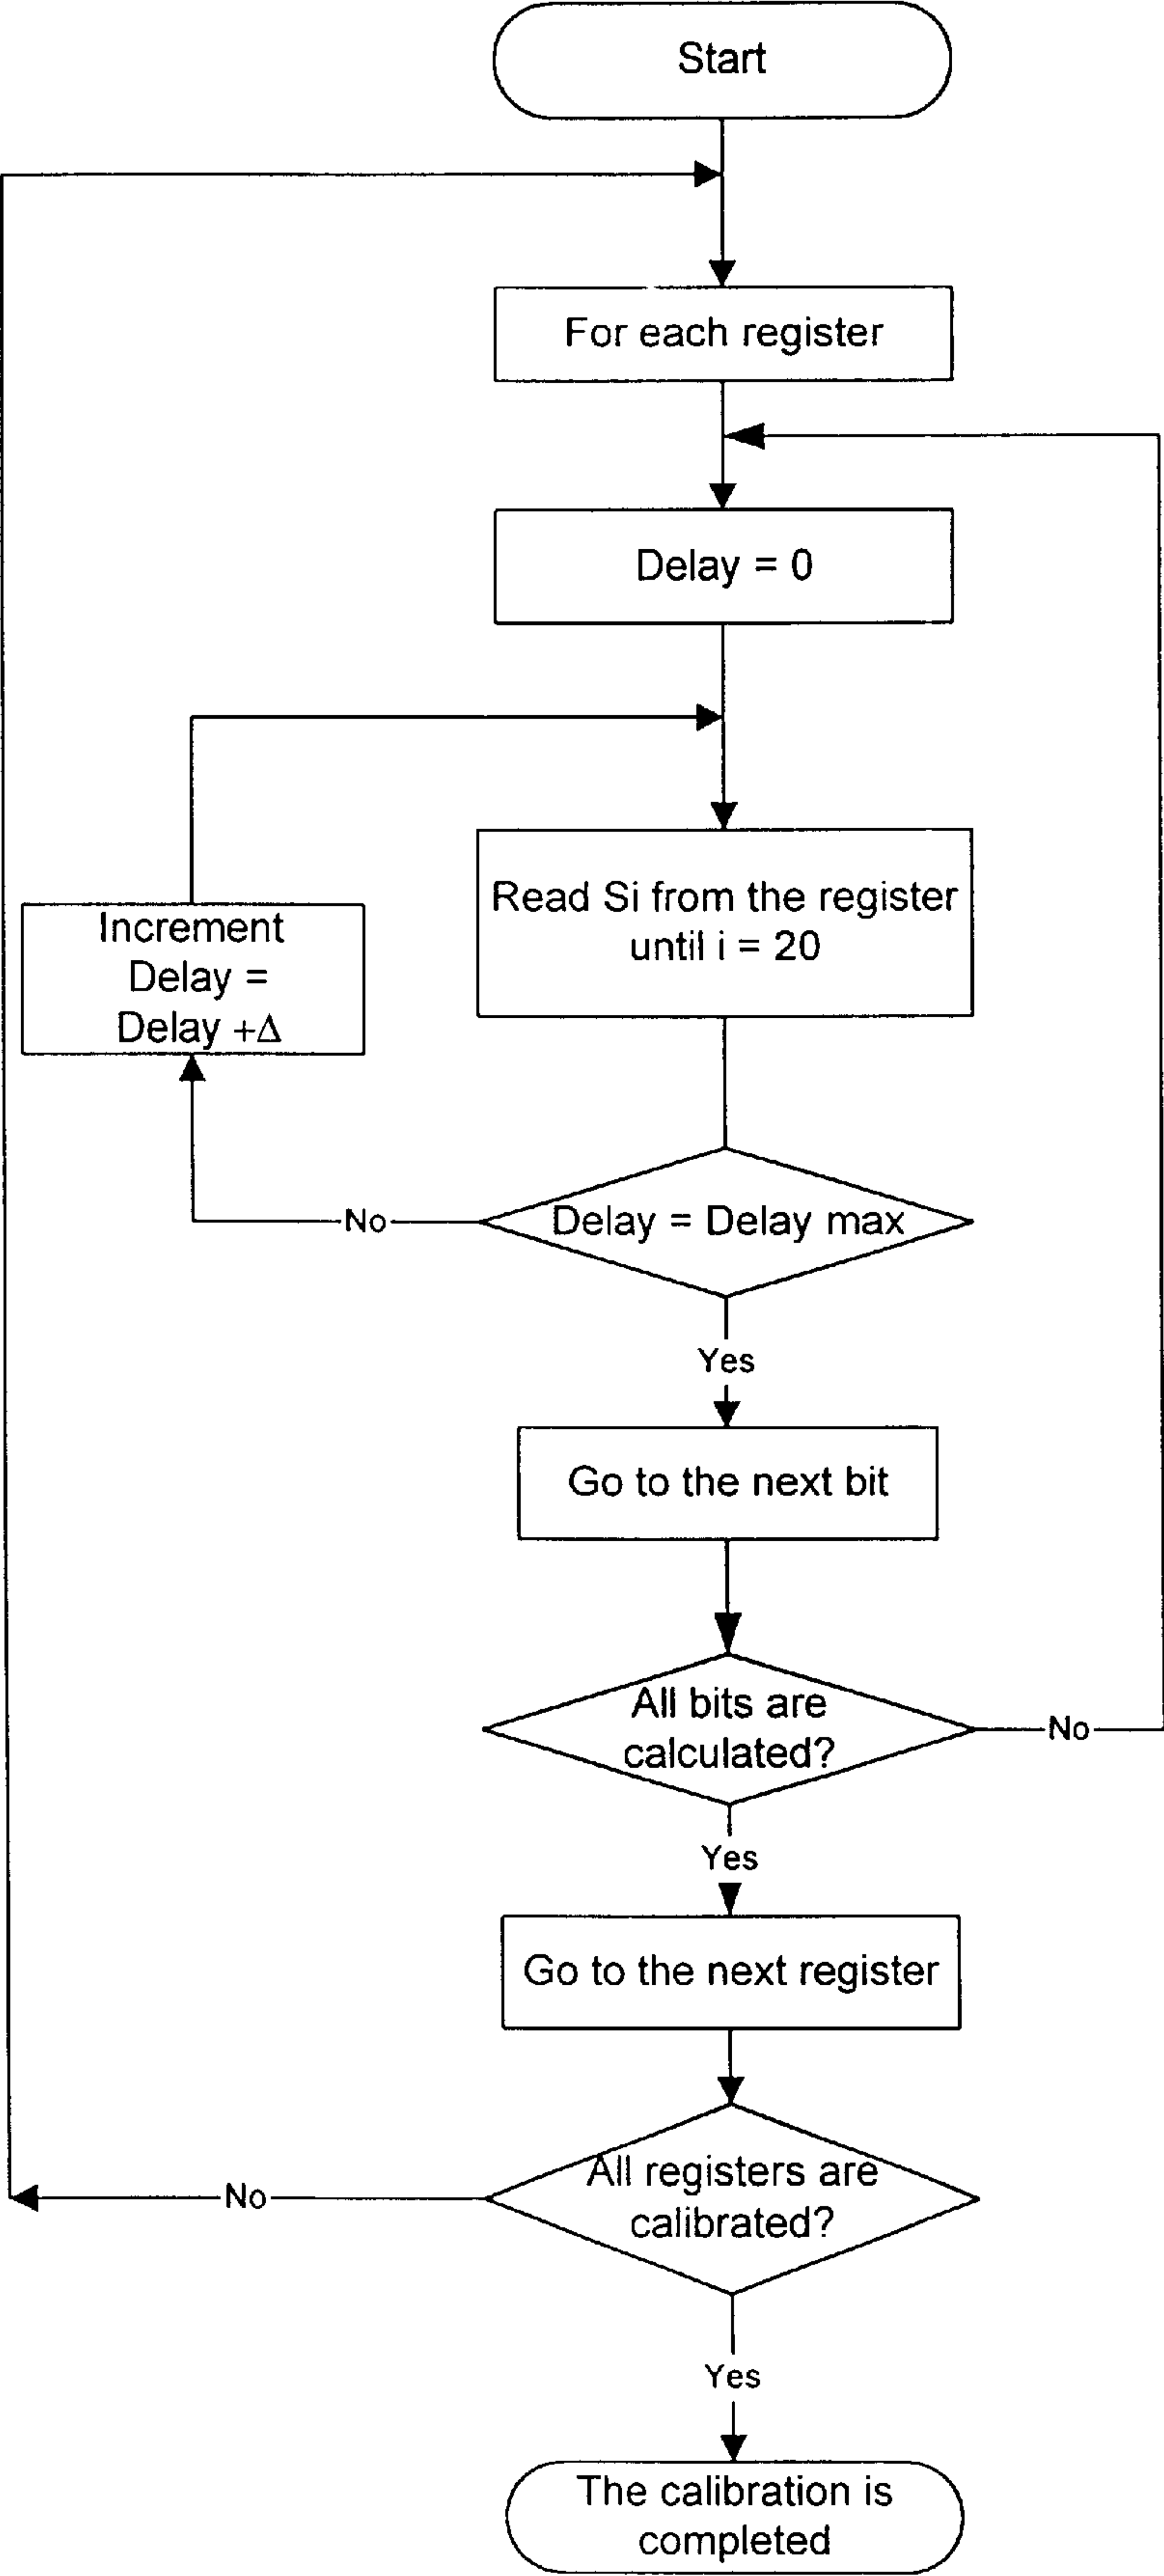 Start
For each register
Delay = 0
Read Si from the register
until i = 20
Increment
Delay =
Delay +Δ
Delay = Delay max
No
Yes
Go to the next bit
All bits are
calculated?
No
Yes
Go to the next register
All registers are
calibrated?
No
Yes
The calibration is
completed